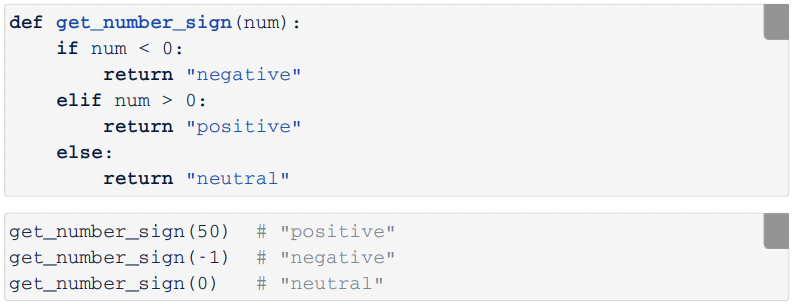 def get_number_sign(num):
    if num < 0:
        return "negative"
    elif num > 0:
        return "positive"
    else:
        return "neutral"
get_number_sign(50)  # "positive"
get_number_sign(-1)  # "negative"
get_number_sign(0)   # "neutral"